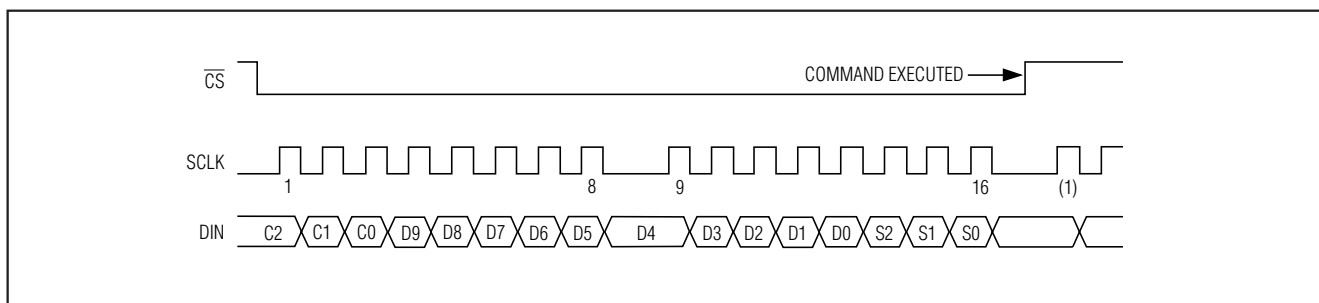 CS
COMMAND EXECUTED
SCLK
1 8 9 16 (1)
DIN C2 C1 C0 D9 D8 D7 D6 D5 D4 D3 D2 D1 D0 S2 S1 S0